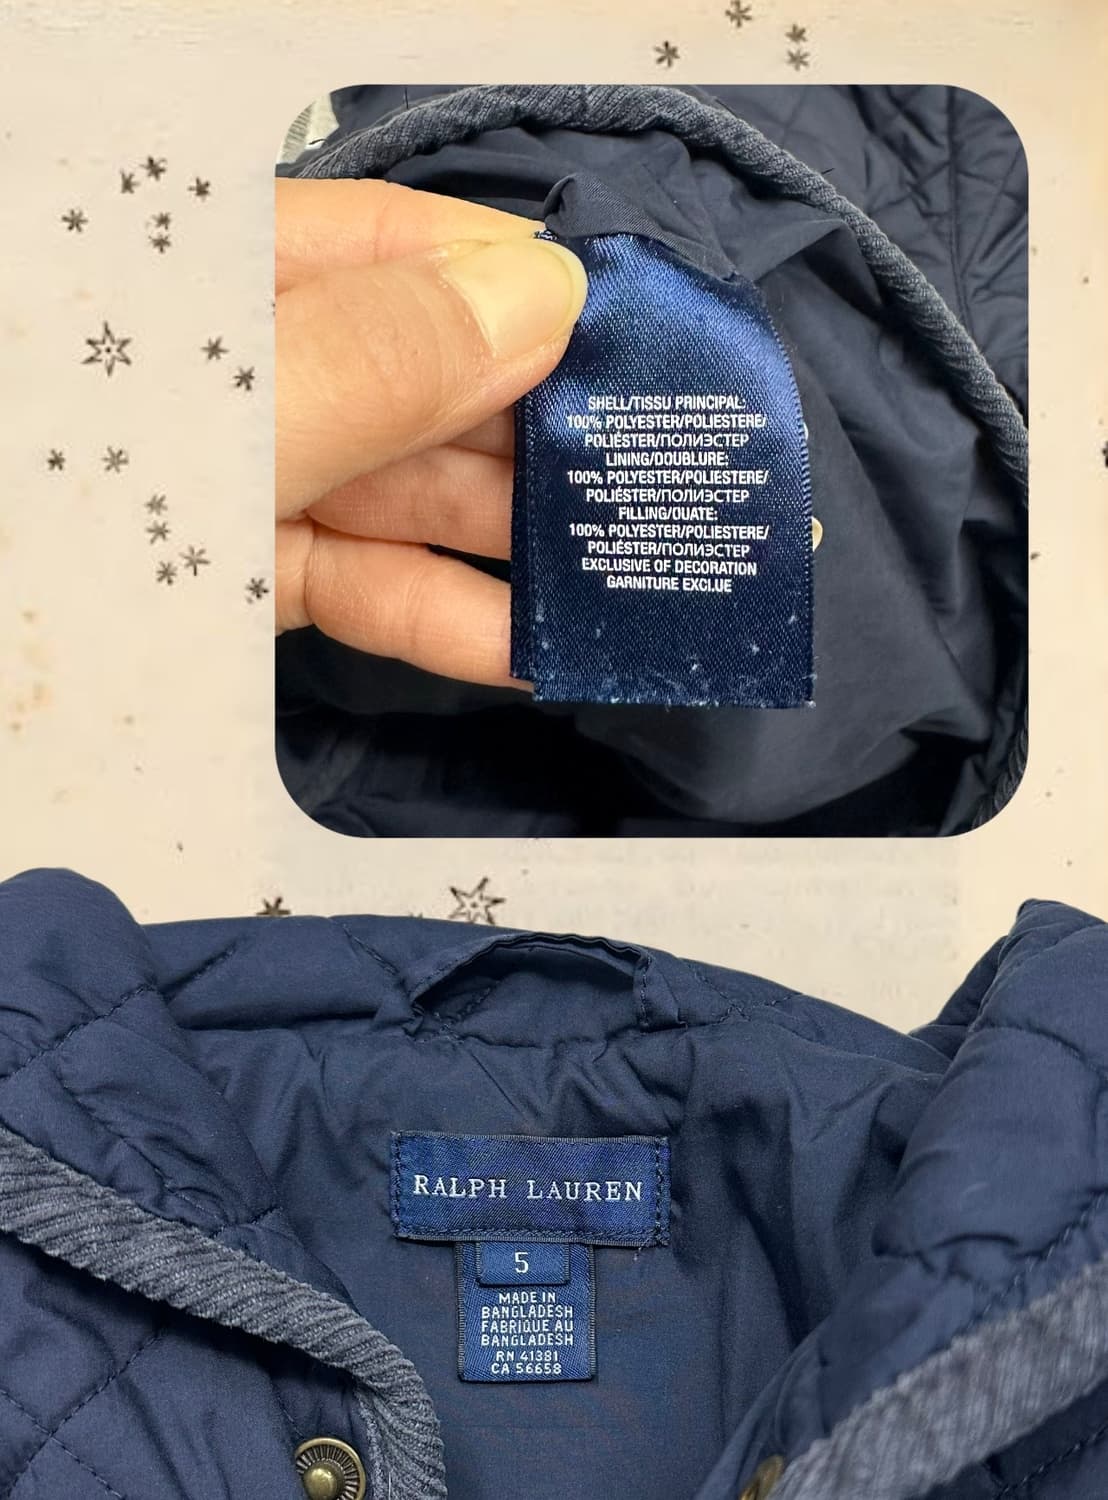 SHELL/TISSU PRINCIPAL:
100% POLYESTER/POLIESTERE/
POLIÉSTER/ПОЛИЭСТЕР
LINING/DOUBLURE:
100% POLYESTER/POLIESTERE/
POLIÉSTER/ПОЛИЭСТЕР
FILLING/OUATE:
100% POLYESTER/POLIESTERE/
POLIÉSTER/ПОЛИЭСТЕР
EXCLUSIVE OF DECORATION
GARNITURE EXCLUE
RALPH LAUREN
5
MADE IN
BANGLADESH
FABRIQUE AU
BANGLADESH
RN 41381
CA 56658